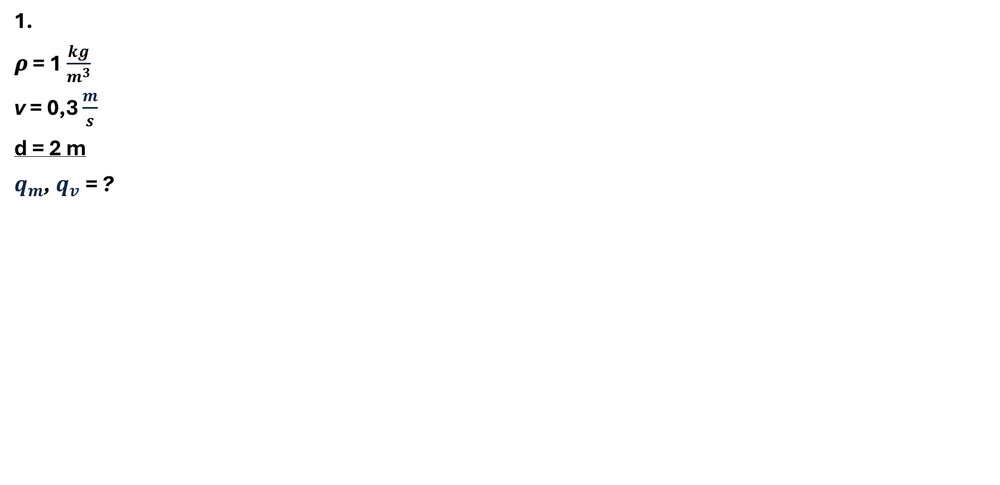 1.
ρ = 1 kg/m³
v = 0,3 m/s
d = 2 m
qₘ, qᵥ = ?